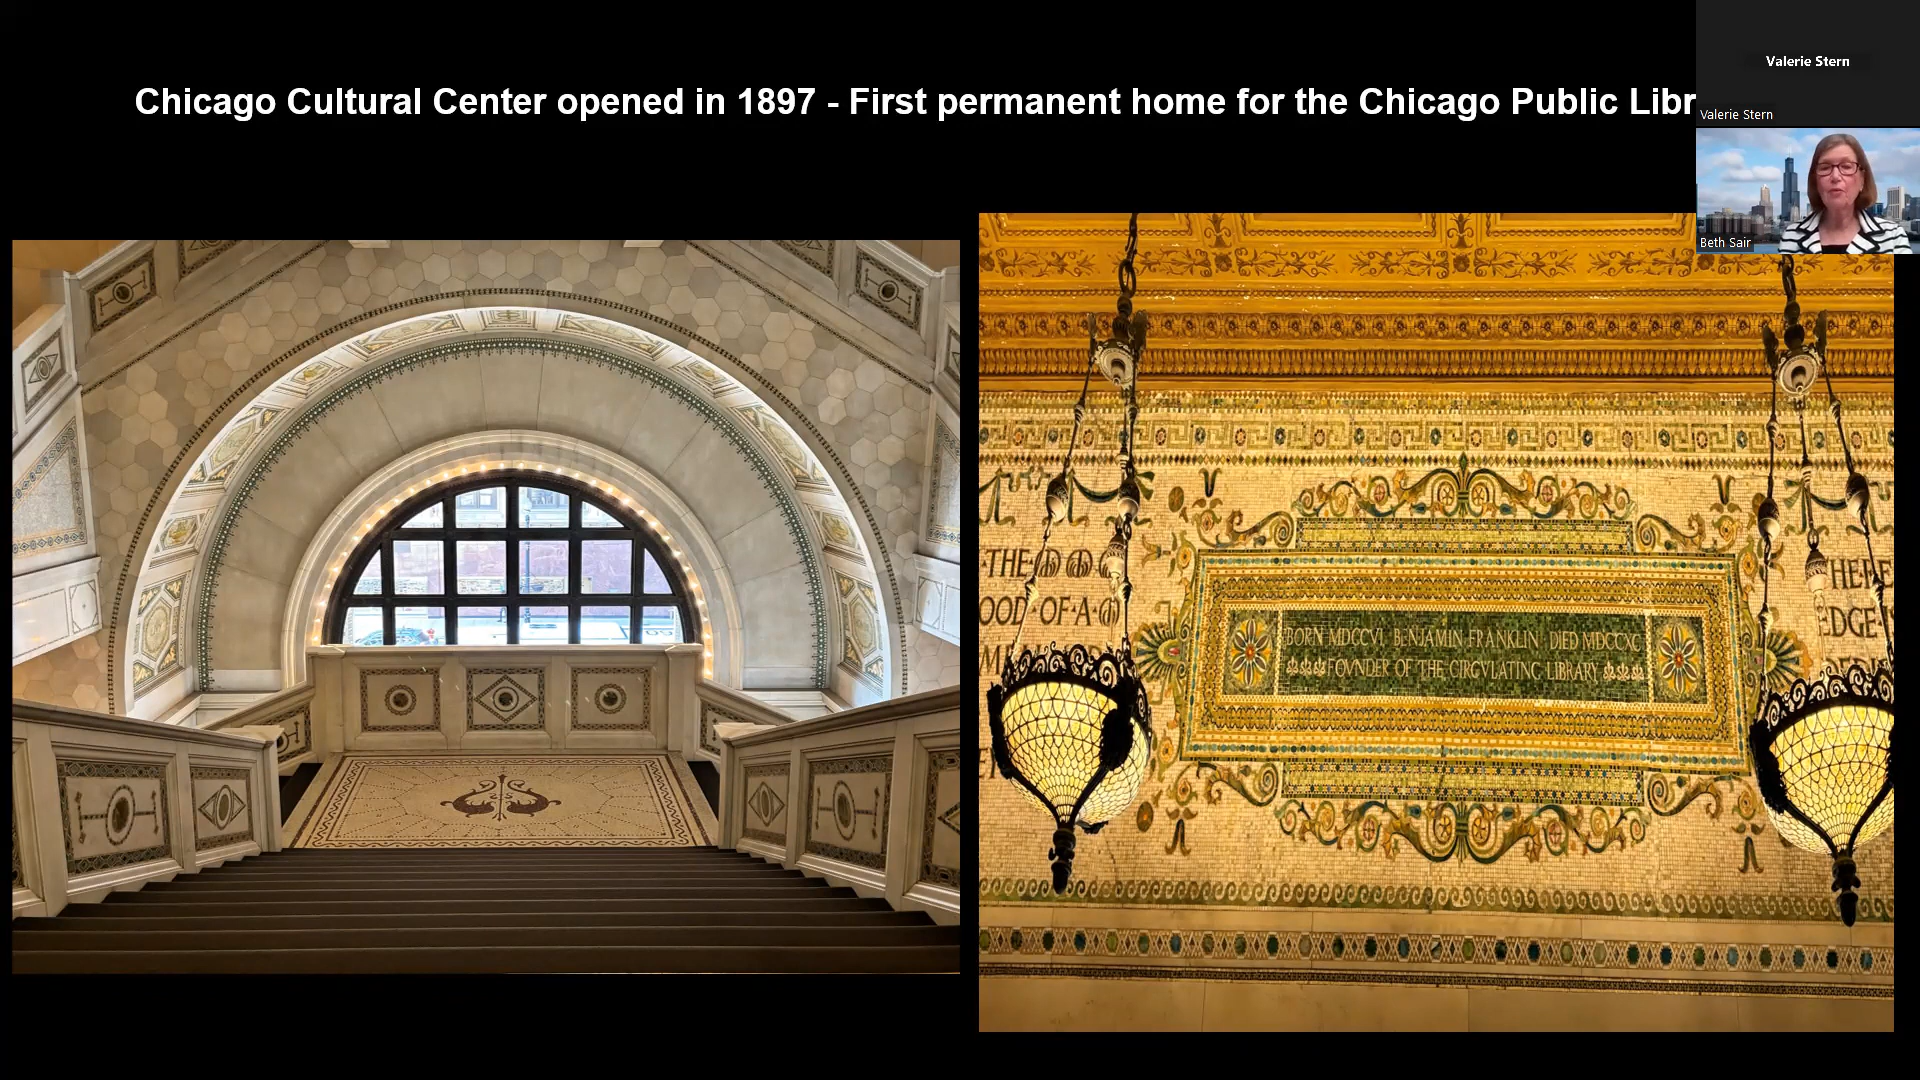 Chicago Cultural Center opened in 1897 - First permanent home for the Chicago Public Libr
Valerie Stern
Valerie Stern
Beth Sair
THE
OOD·OF·A
BORN MDCCVI BENJAMIN FRANKLIN DIED MDCCXC
FOVNDER OF THE CIRCVLATING LIBRARY
EDGE